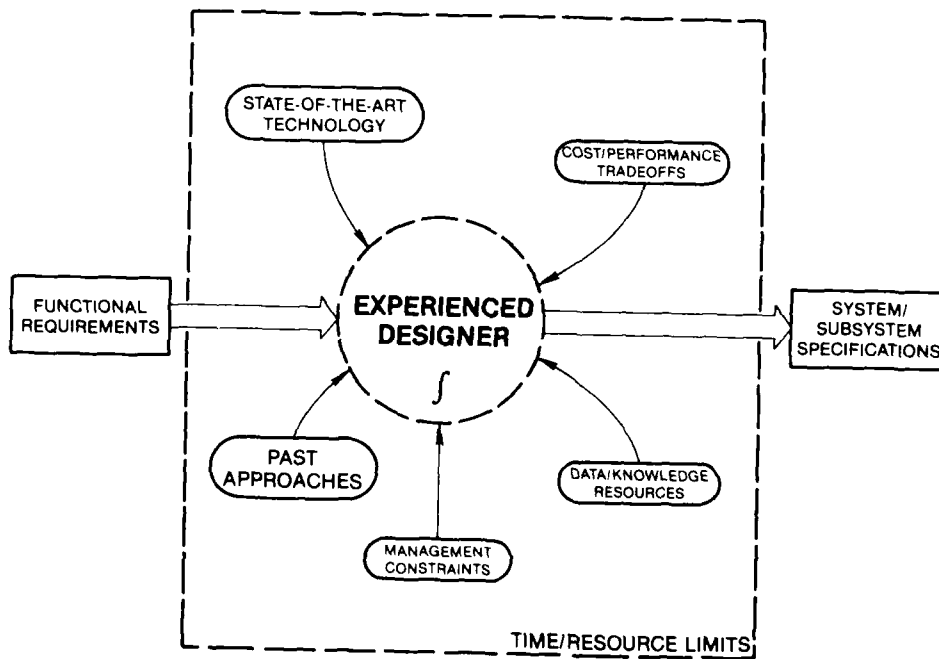 STATE-OF-THE-ART
TECHNOLOGY
COST/PERFORMANCE
TRADEOFFS
FUNCTIONAL
REQUIREMENTS
EXPERIENCED
DESIGNER
∫
SYSTEM/
SUBSYSTEM
SPECIFICATIONS
PAST
APPROACHES
DATA/KNOWLEDGE
RESOURCES
MANAGEMENT
CONSTRAINTS
TIME/RESOURCE LIMITS